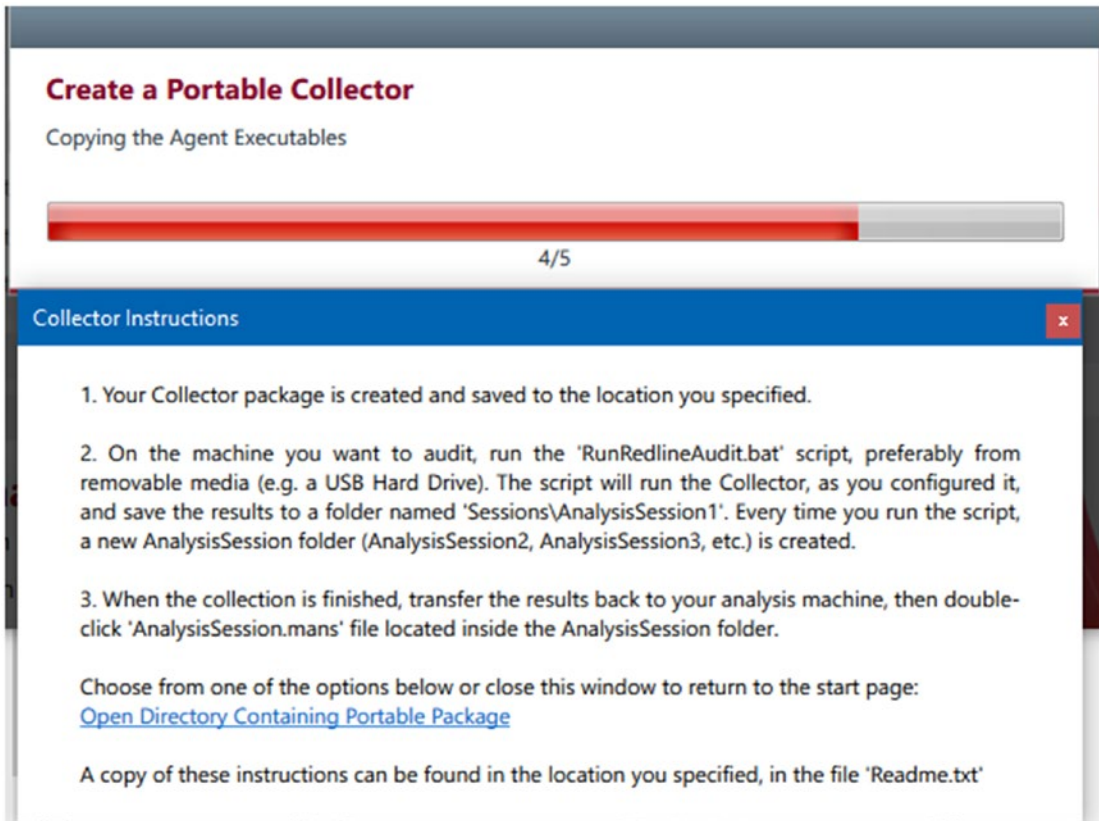 Create a Portable Collector
Copying the Agent Executables
4/5
Collector Instructions
x
1. Your Collector package is created and saved to the location you specified.
2. On the machine you want to audit, run the 'RunRedlineAudit.bat' script, preferably from
removable media (e.g. a USB Hard Drive). The script will run the Collector, as you configured it,
and save the results to a folder named 'Sessions\AnalysisSession1'. Every time you run the script,
a new AnalysisSession folder (AnalysisSession2, AnalysisSession3, etc.) is created.
3. When the collection is finished, transfer the results back to your analysis machine, then double-
click 'AnalysisSession.mans' file located inside the AnalysisSession folder.
Choose from one of the options below or close this window to return to the start page:
Open Directory Containing Portable Package
A copy of these instructions can be found in the location you specified, in the file 'Readme.txt'